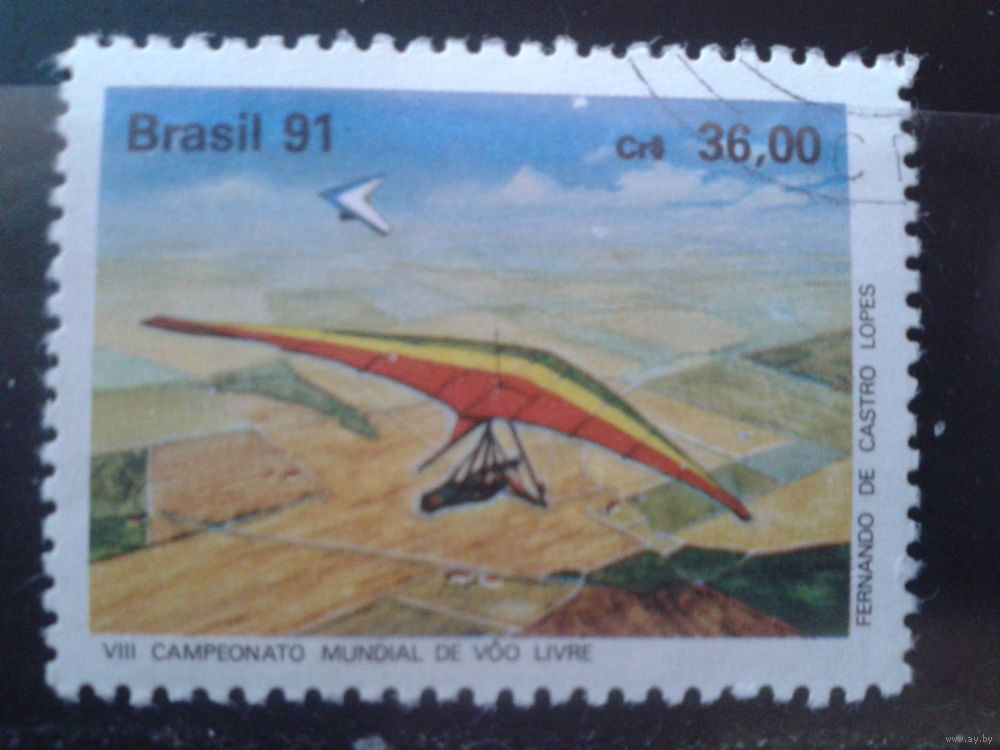 Brasil 91
Cr$ 36,00
FERNANDO DE CASTRO LOPES
VIII CAMPEONATO MUNDIAL DE VÔO LIVRE
www.ay.by